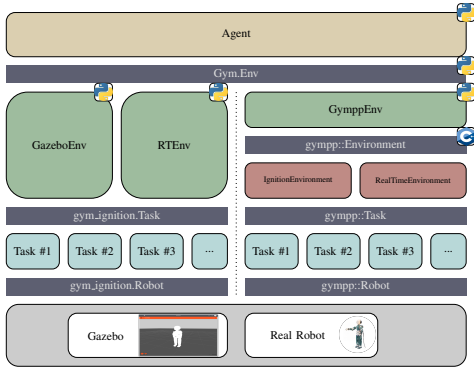 Agent
Gym.Env
GazeboEnv
RTEnv
GymppEnv
gympp::Environment
IgnitionEnvironment
RealTimeEnvironment
gym_ignition.Task
gympp::Task
Task #1
Task #2
Task #3
...
Task #1
Task #2
Task #3
...
gym_ignition.Robot
gympp::Robot
Gazebo
Real Robot